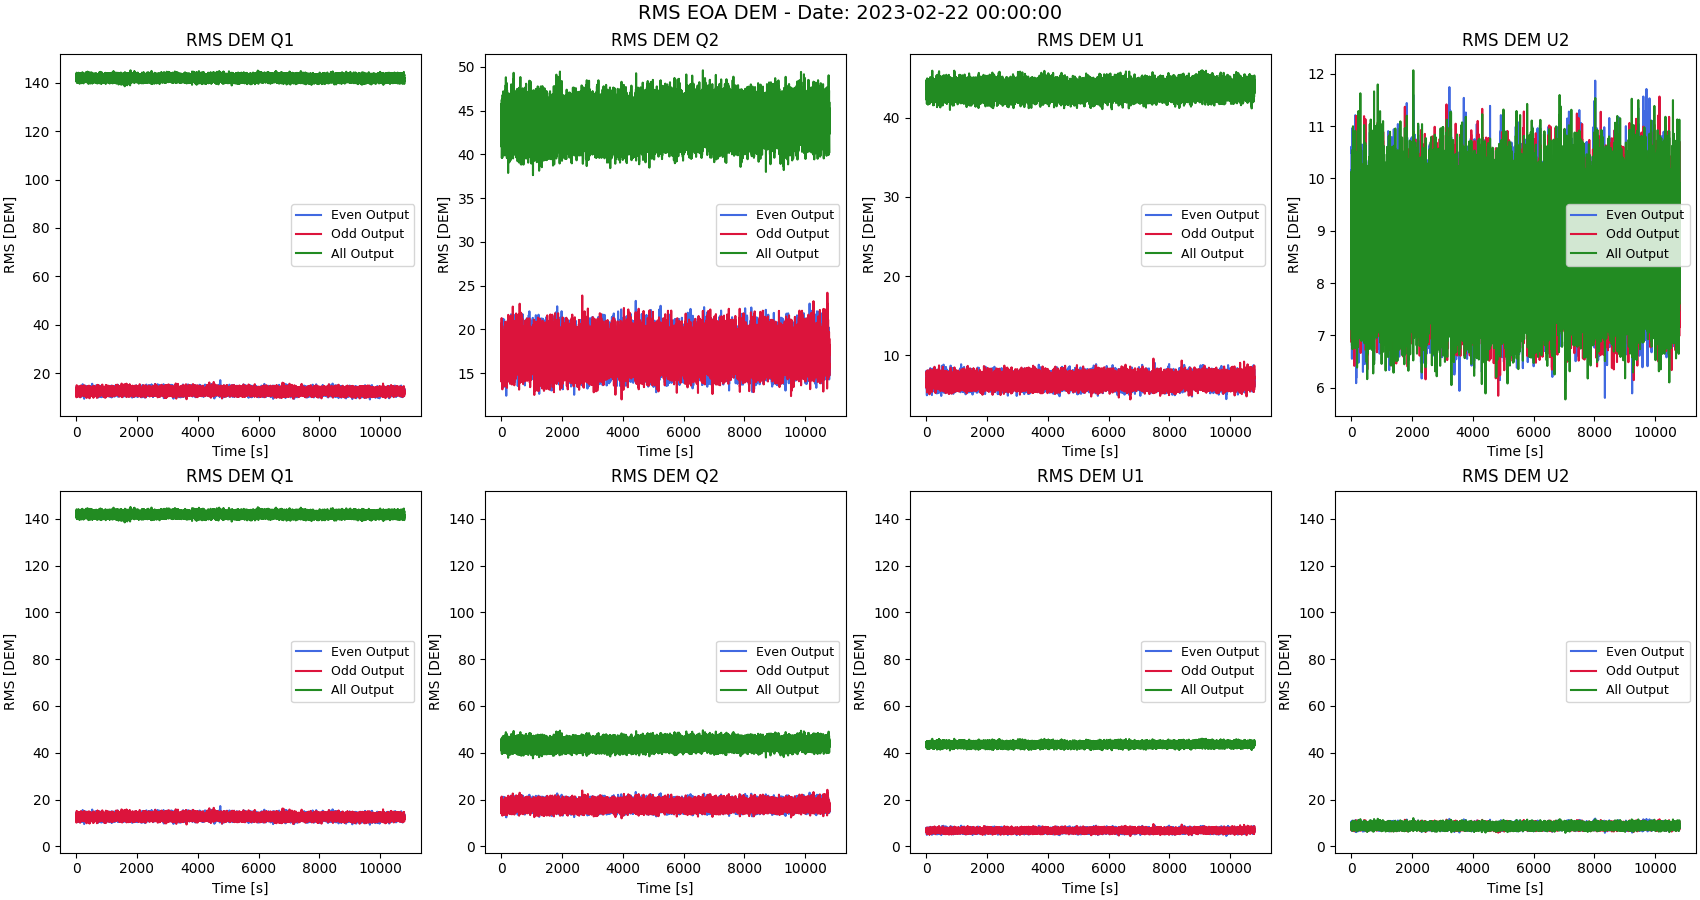 RMS EOA DEM - Date: 2023-02-22 00:00:00
RMS DEM Q1
RMS [DEM]
140
120
100
80
60
40
20
0 2000 4000 6000 8000 10000
Time [s]
Even Output
Odd Output
All Output
RMS DEM Q2
RMS [DEM]
50
45
40
35
30
25
20
15
0 2000 4000 6000 8000 10000
Time [s]
Even Output
Odd Output
All Output
RMS DEM U1
RMS [DEM]
40
30
20
10
0 2000 4000 6000 8000 10000
Time [s]
Even Output
Odd Output
All Output
RMS DEM U2
RMS [DEM]
12
11
10
9
8
7
6
0 2000 4000 6000 8000 10000
Time [s]
Even Output
Odd Output
All Output
RMS DEM Q1
RMS [DEM]
140
120
100
80
60
40
20
0
0 2000 4000 6000 8000 10000
Time [s]
Even Output
Odd Output
All Output
RMS DEM Q2
RMS [DEM]
140
120
100
80
60
40
20
0
0 2000 4000 6000 8000 10000
Time [s]
Even Output
Odd Output
All Output
RMS DEM U1
RMS [DEM]
140
120
100
80
60
40
20
0
0 2000 4000 6000 8000 10000
Time [s]
Even Output
Odd Output
All Output
RMS DEM U2
RMS [DEM]
140
120
100
80
60
40
20
0
0 2000 4000 6000 8000 10000
Time [s]
Even Output
Odd Output
All Output